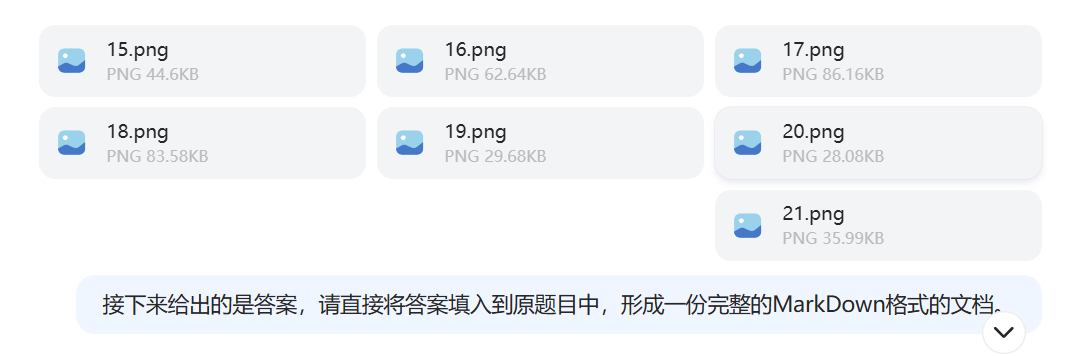 15.png
PNG 44.6KB
16.png
PNG 62.64KB
17.png
PNG 86.16KB
18.png
PNG 83.58KB
19.png
PNG 29.68KB
20.png
PNG 28.08KB
21.png
PNG 35.99KB
接下来给出的是答案，请直接将答案填入到原题目中，形成一份完整的MarkDown格式的文档。